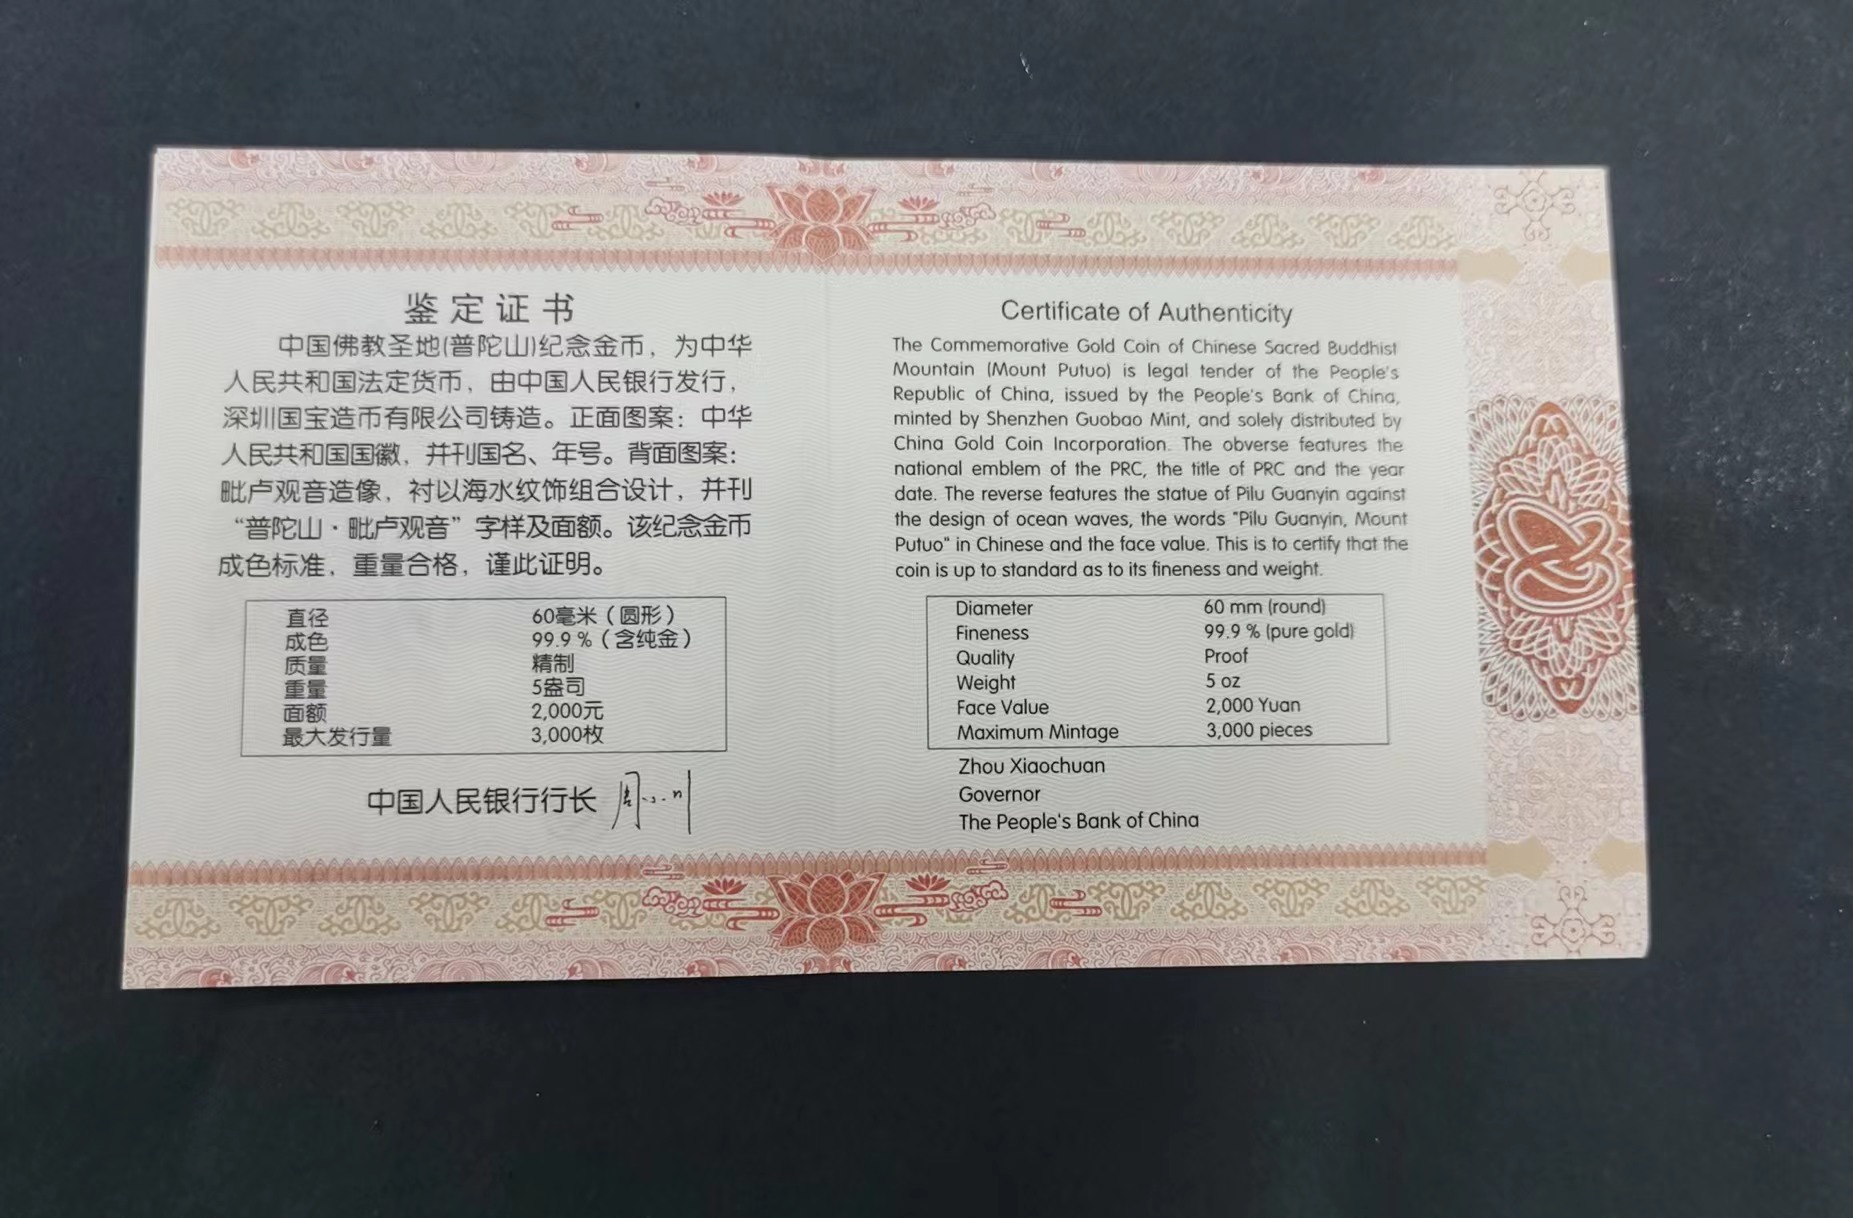 鉴定证书
中国佛教圣地(普陀山)纪念金币，为中华
人民共和国法定货币，由中国人民银行发行，
深圳国宝造币有限公司铸造。正面图案：中华
人民共和国国徽，并刊国名、年号。背面图案：
毗卢观音造像，衬以海水纹饰组合设计，并刊
“普陀山·毗卢观音”字样及面额。该纪念金币
成色标准，重量合格，谨此证明。
直径 60毫米（圆形）
成色 99.9％（含纯金）
质量 精制
重量 5盎司
面额 2,000元
最大发行量 3,000枚
中国人民银行行长 周小川
Certificate of Authenticity
The Commemorative Gold Coin of Chinese Sacred Buddhist
Mountain (Mount Putuo) is legal tender of the People's
Republic of China, issued by the People's Bank of China,
minted by Shenzhen Guobao Mint, and solely distributed by
China Gold Coin Incorporation. The obverse features the
national emblem of the PRC, the title of PRC and the year
date. The reverse features the statue of Pilu Guanyin against
the design of ocean waves, the words "Pilu Guanyin, Mount
Putuo" in Chinese and the face value. This is to certify that the
coin is up to standard as to its fineness and weight.
Diameter 60 mm (round)
Fineness 99.9 % (pure gold)
Quality Proof
Weight 5 oz
Face Value 2,000 Yuan
Maximum Mintage 3,000 pieces
Zhou Xiaochuan
Governor
The People's Bank of China